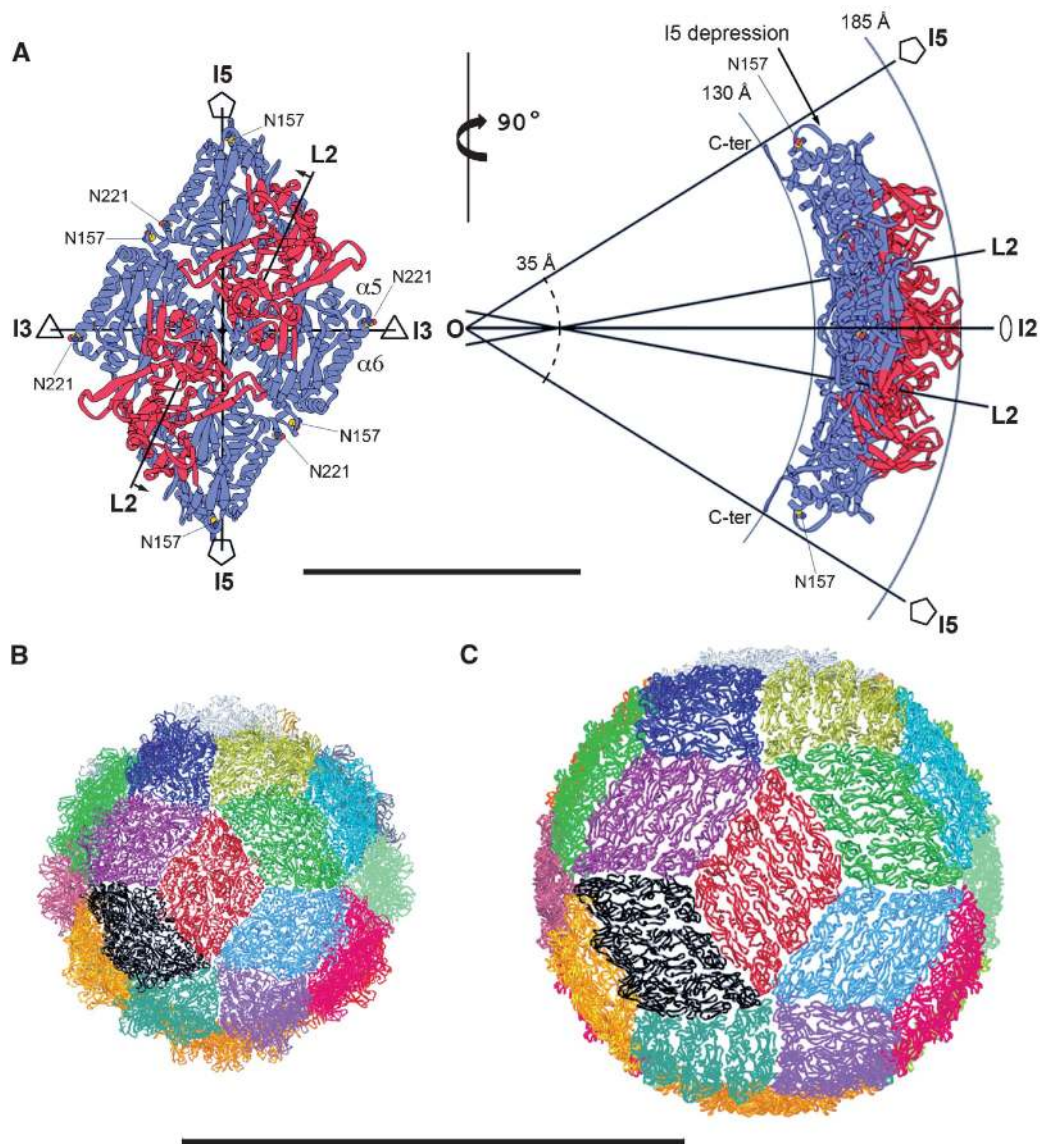 A
I5
N157
L2
N221
N157
α5
N221
I3
I3
α6
N221
N157
N221
L2
N157
I5
90°
I5 depression
185 Å
I5
N157
130 Å
C-ter
L2
35 Å
O
I2
L2
C-ter
N157
I5
B
C